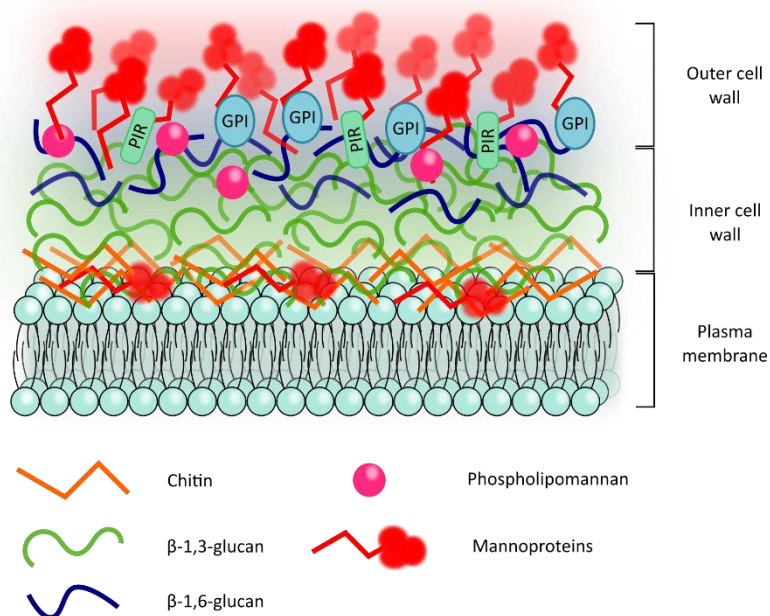 Outer cell
wall
GPI
GPI
GPI
GPI
PIR
PIR
PIR
Inner cell
wall
Plasma
membrane
Chitin
Phospholipomannan
β-1,3-glucan
Mannoproteins
β-1,6-glucan